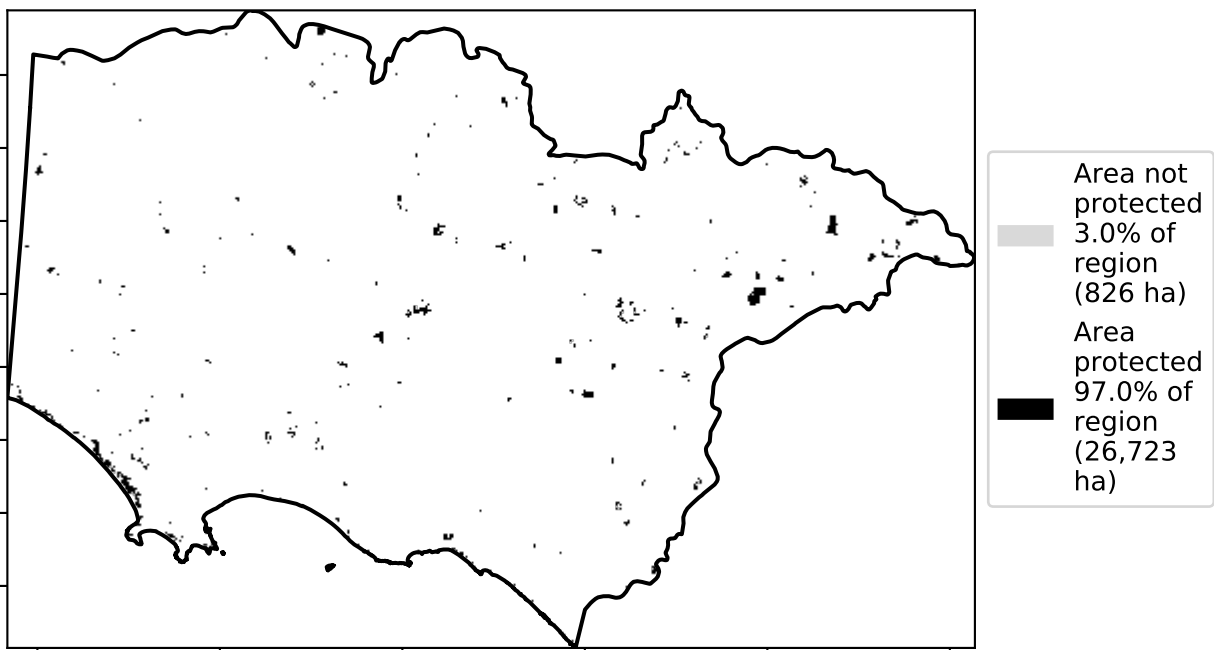 Area not
protected
3.0% of
region
(826 ha)
Area
protected
97.0% of
region
(26,723
ha)